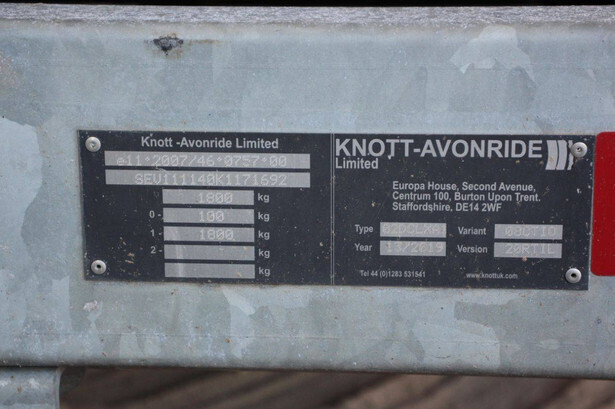 Knott -Avonride Limited
e11*2007/46*0757*00
SEV111140K1171692
1800 kg
0- 100 kg
1- 1800 kg
2- kg
kg
KNOTT-AVONRIDE
Limited
Europa House, Second Avenue,
Centrum 100, Burton Upon Trent.
Staffordshire. DE14 2WF
Type Variant
Year Version
Tel 44 (0)1283 531541 www.knottuk.com